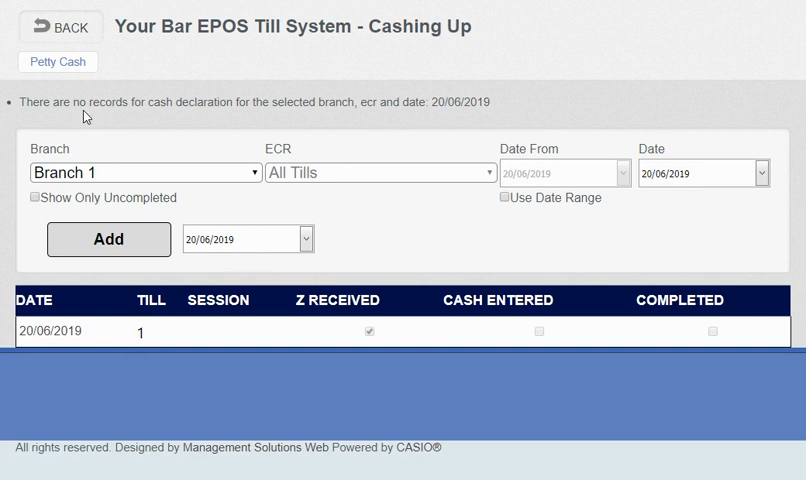 BACK
Your Bar EPOS Till System - Cashing Up
Petty Cash
There are no records for cash declaration for the selected branch, ecr and date: 20/06/2019
Branch ECR Date From Date
Branch 1 All Tills 20/06/2019 20/06/2019
Show Only Uncompleted Use Date Range
Add 20/06/2019
DATE TILL SESSION Z RECEIVED CASH ENTERED COMPLETED
20/06/2019 1
All rights reserved. Designed by Management Solutions Web Powered by CASIO®